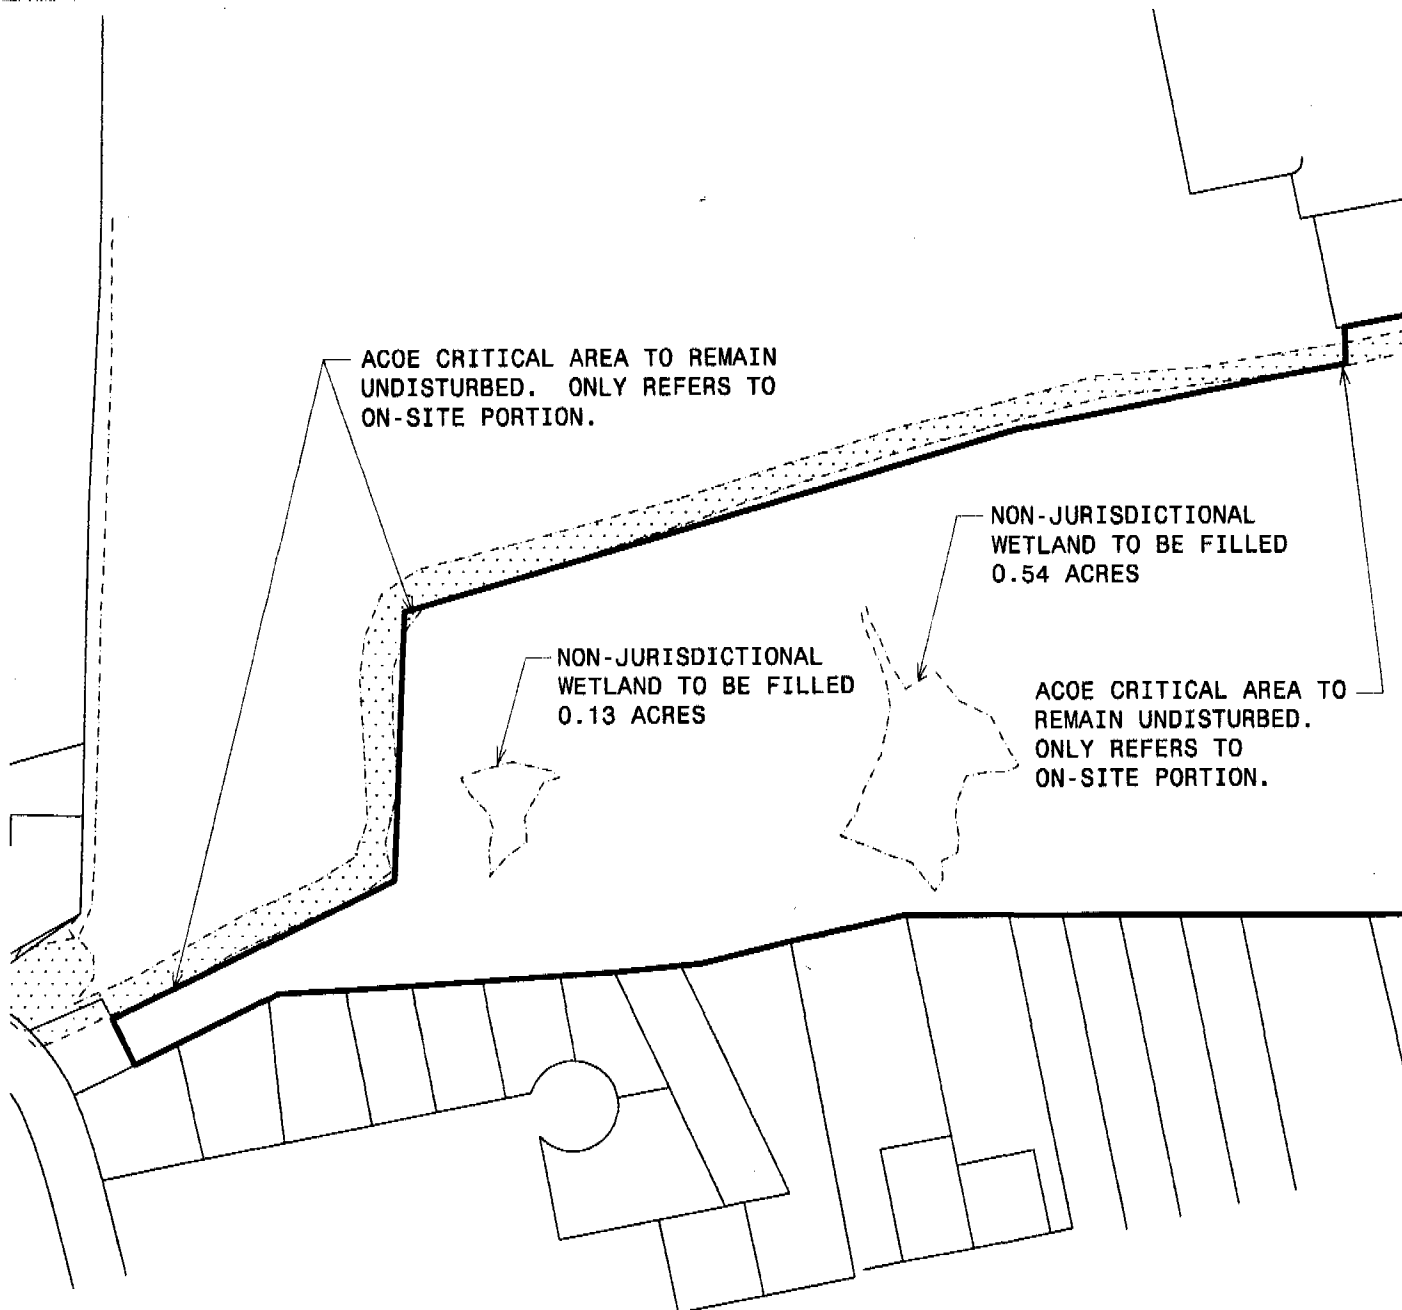 ACOE CRITICAL AREA TO REMAIN
UNDISTURBED. ONLY REFERS TO
ON-SITE PORTION.
NON-JURISDICTIONAL
WETLAND TO BE FILLED
0.54 ACRES
NON-JURISDICTIONAL
WETLAND TO BE FILLED
0.13 ACRES
ACOE CRITICAL AREA TO
REMAIN UNDISTURBED.
ONLY REFERS TO
ON-SITE PORTION.